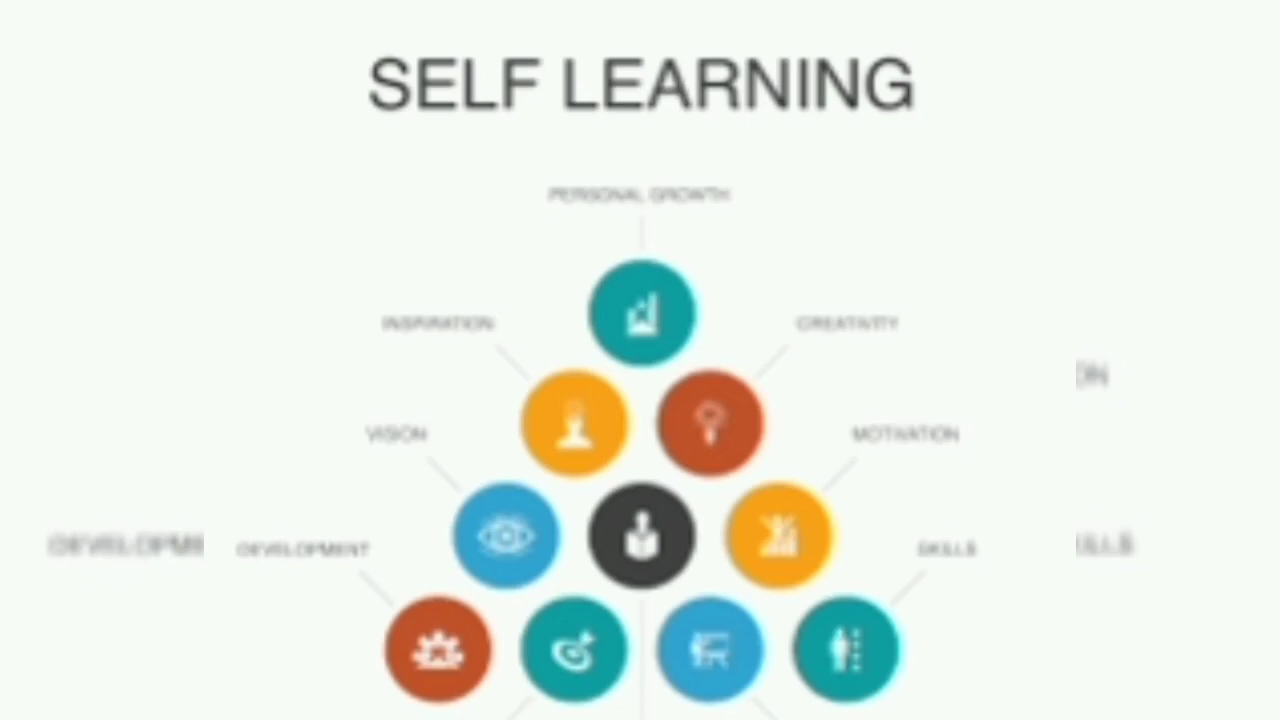 SELF LEARNING
PERSONAL GROWTH
INSPIRATION
CREATIVITY
VISION
MOTIVATION
DEVELOPMENT
SKILLS